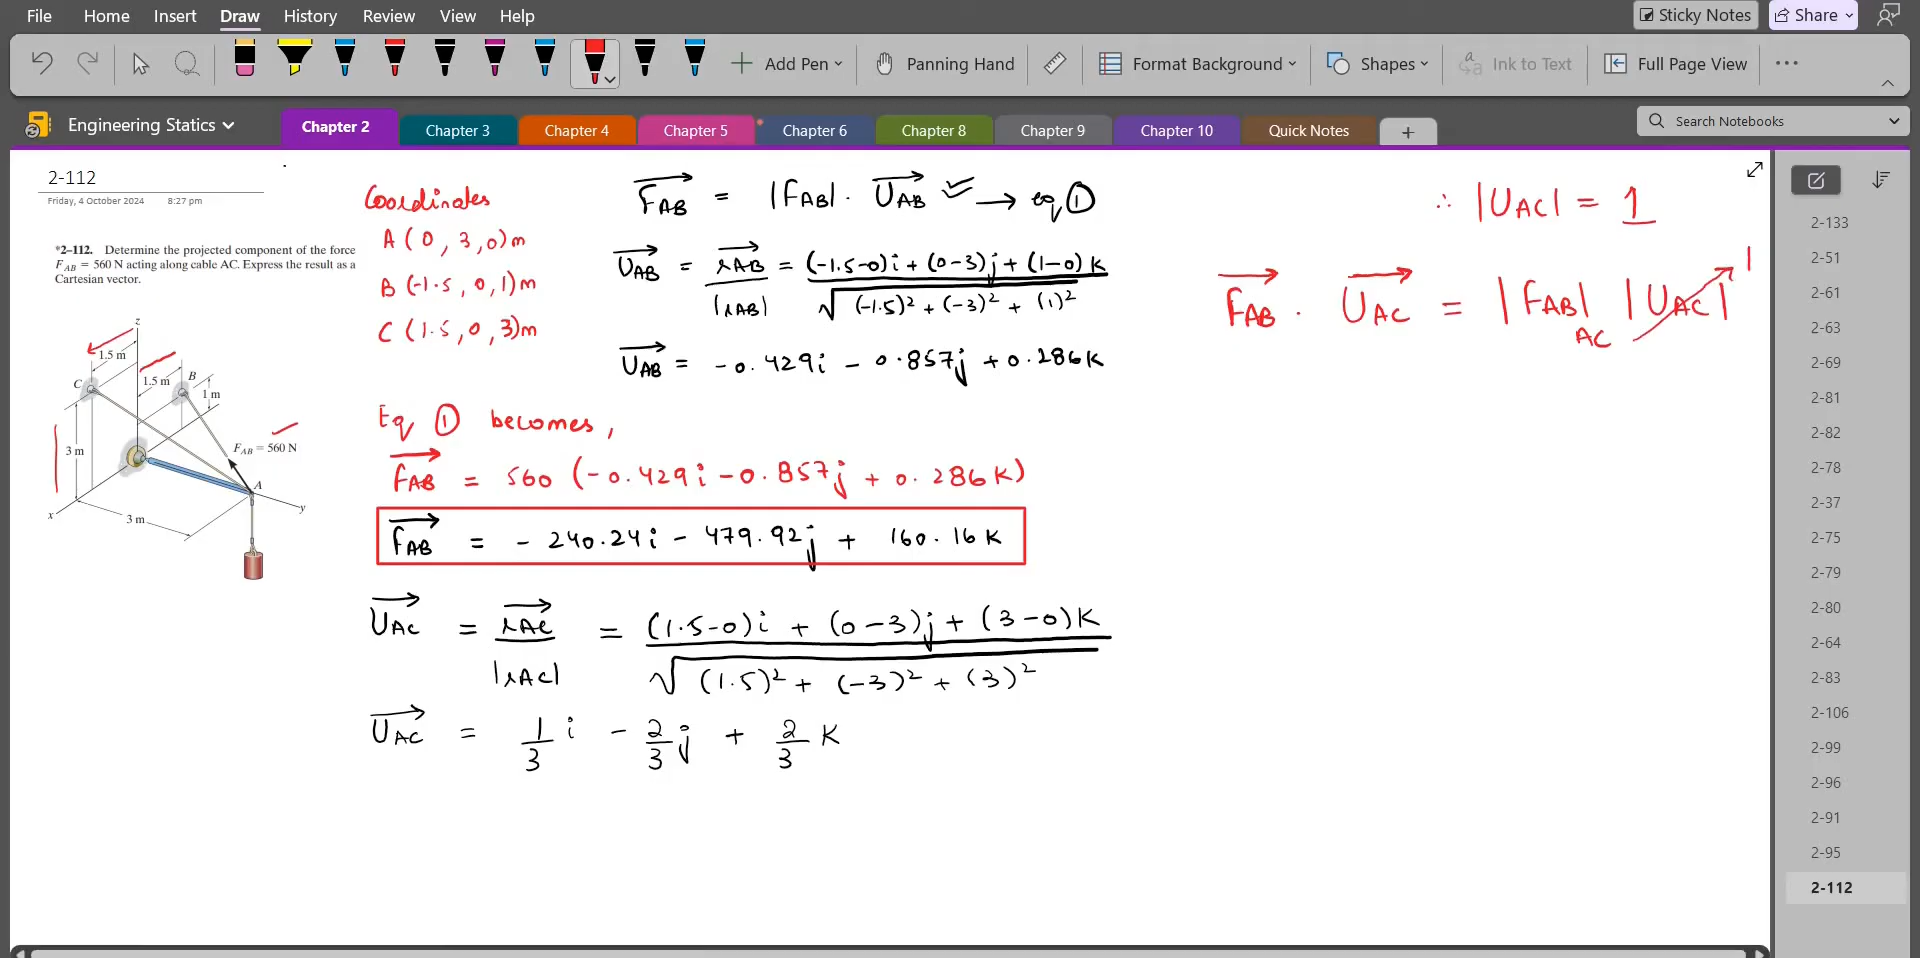 File Home Insert Draw History Review View Help Sticky Notes Share
Add Pen Panning Hand Format Background Shapes Ink to Text Full Page View
Engineering Statics Chapter 2 Chapter 3 Chapter 4 Chapter 5 Chapter 6 Chapter 8 Chapter 9 Chapter 10 Quick Notes + Search Notebooks
2-112
Friday, 4 October 2024 8:27 pm
*2–112. Determine the projected component of the force
F_AB = 560 N acting along cable AC. Express the result as a
Cartesian vector.
z
1.5 m
C
1.5 m
B
1 m
3 m
F_AB = 560 N
A
x
3 m
y
Coordinates
A (0, 3, 0) m
B (-1.5, 0, 1) m
C (1.5, 0, 3) m
F_AB = |F_AB| . U_AB → eq ①
U_AB = r_AB / |r_AB| = (-1.5-0)i + (0-3)j + (1-0)K / √(-1.5)² + (-3)² + (1)²
U_AB = -0.429i - 0.857j + 0.286K
Eq ① becomes,
F_AB = 560 (-0.429i - 0.857j + 0.286K)
F_AB = - 240.24i - 479.92j + 160.16K
U_AC = r_AC / |r_AC| = (1.5-0)i + (0-3)j + (3-0)K / √(1.5)² + (-3)² + (3)²
U_AC = 1/3 i - 2/3 j + 2/3 K
∴ |U_AC| = 1
F_AB . U_AC = |F_AB|_AC |U_AC| 1
2-133
2-51
2-61
2-63
2-69
2-81
2-82
2-78
2-37
2-75
2-79
2-80
2-64
2-83
2-106
2-99
2-96
2-91
2-95
2-112